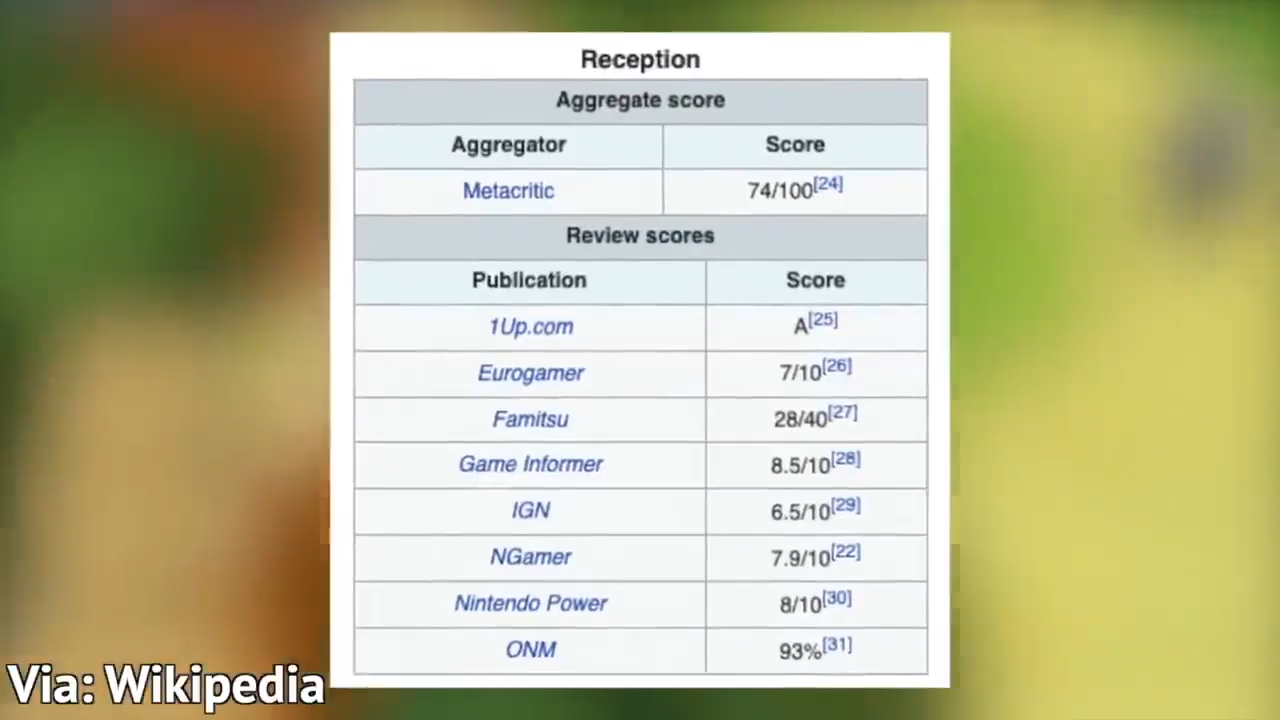 Reception
Aggregate score
Aggregator Score
Metacritic 74/100[24]
Review scores
Publication Score
1Up.com A[25]
Eurogamer 7/10[26]
Famitsu 28/40[27]
Game Informer 8.5/10[28]
IGN 6.5/10[29]
NGamer 7.9/10[22]
Nintendo Power 8/10[30]
ONM 93%[31]
Via: Wikipedia